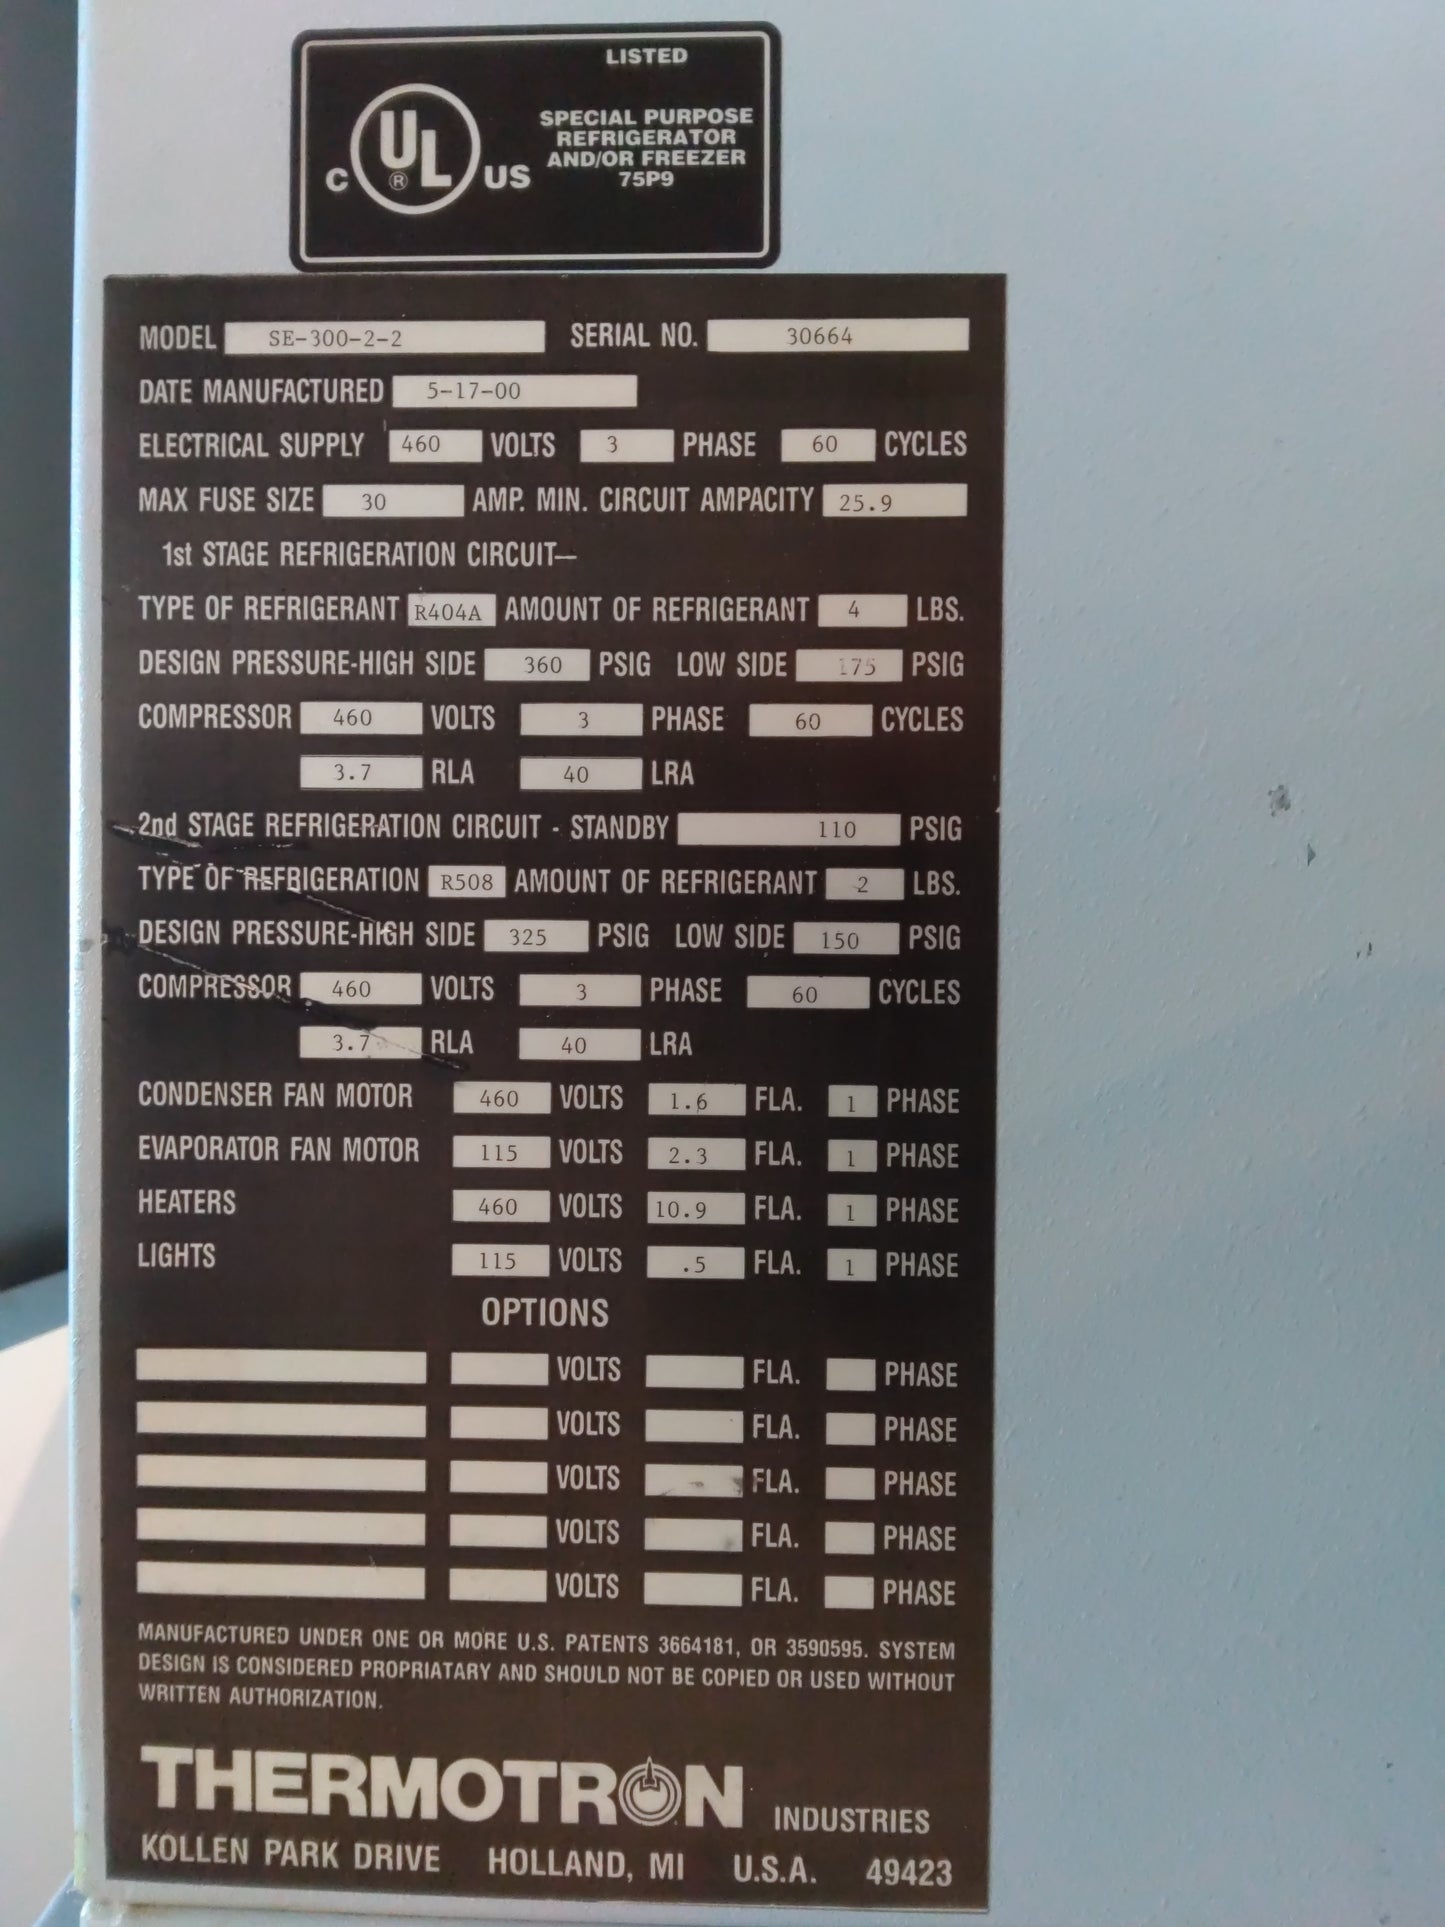 LISTED
SPECIAL PURPOSE
REFRIGERATOR
AND/OR FREEZER
75P9
C UL ® US
MODEL SE-300-2-2 SERIAL NO. 30664
DATE MANUFACTURED 5-17-00
ELECTRICAL SUPPLY 460 VOLTS 3 PHASE 60 CYCLES
MAX FUSE SIZE 30 AMP. MIN. CIRCUIT AMPACITY 25.9
1st STAGE REFRIGERATION CIRCUIT—
TYPE OF REFRIGERANT R404A AMOUNT OF REFRIGERANT 4 LBS.
DESIGN PRESSURE-HIGH SIDE 360 PSIG LOW SIDE 175 PSIG
COMPRESSOR 460 VOLTS 3 PHASE 60 CYCLES
3.7 RLA 40 LRA
2nd STAGE REFRIGERATION CIRCUIT - STANDBY 110 PSIG
TYPE OF REFRIGERATION R508 AMOUNT OF REFRIGERANT 2 LBS.
DESIGN PRESSURE-HIGH SIDE 325 PSIG LOW SIDE 150 PSIG
COMPRESSOR 460 VOLTS 3 PHASE 60 CYCLES
3.7 RLA 40 LRA
CONDENSER FAN MOTOR 460 VOLTS 1.6 FLA. 1 PHASE
EVAPORATOR FAN MOTOR 115 VOLTS 2.3 FLA. 1 PHASE
HEATERS 460 VOLTS 10.9 FLA. 1 PHASE
LIGHTS 115 VOLTS .5 FLA. 1 PHASE
OPTIONS
VOLTS FLA. PHASE
VOLTS FLA. PHASE
VOLTS FLA. PHASE
VOLTS FLA. PHASE
VOLTS FLA. PHASE
MANUFACTURED UNDER ONE OR MORE U.S. PATENTS 3664181, OR 3590595. SYSTEM
DESIGN IS CONSIDERED PROPRIATARY AND SHOULD NOT BE COPIED OR USED WITHOUT
WRITTEN AUTHORIZATION.
THERMOTRON INDUSTRIES
KOLLEN PARK DRIVE HOLLAND, MI U.S.A. 49423